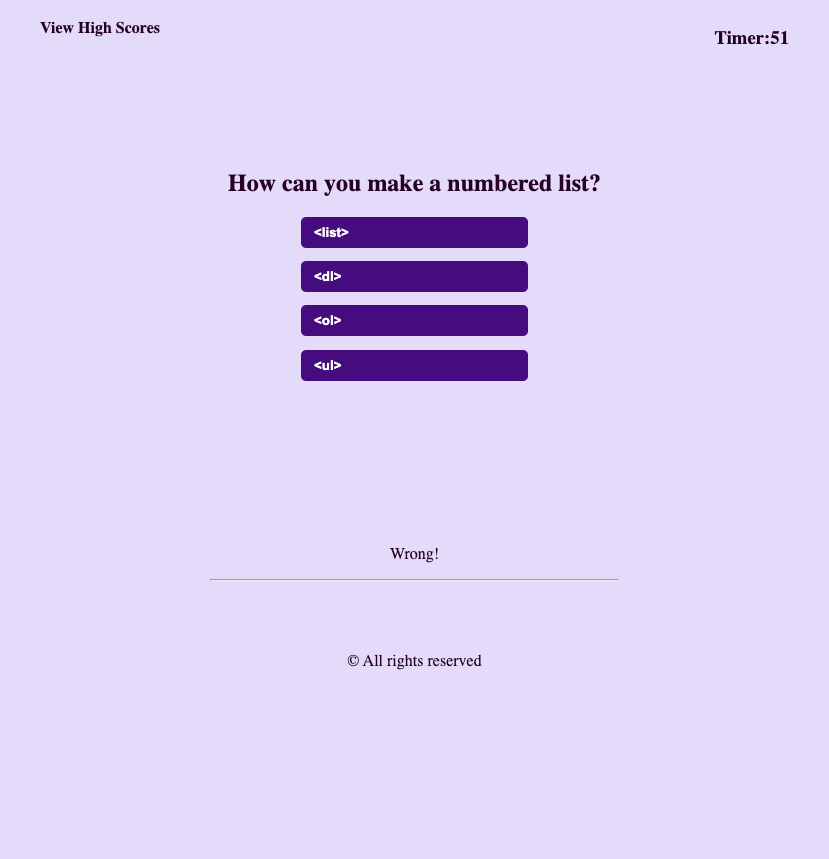 View High Scores
Timer:51
How can you make a numbered list?
<list>
<dl>
<ol>
<ul>
Wrong!
© All rights reserved